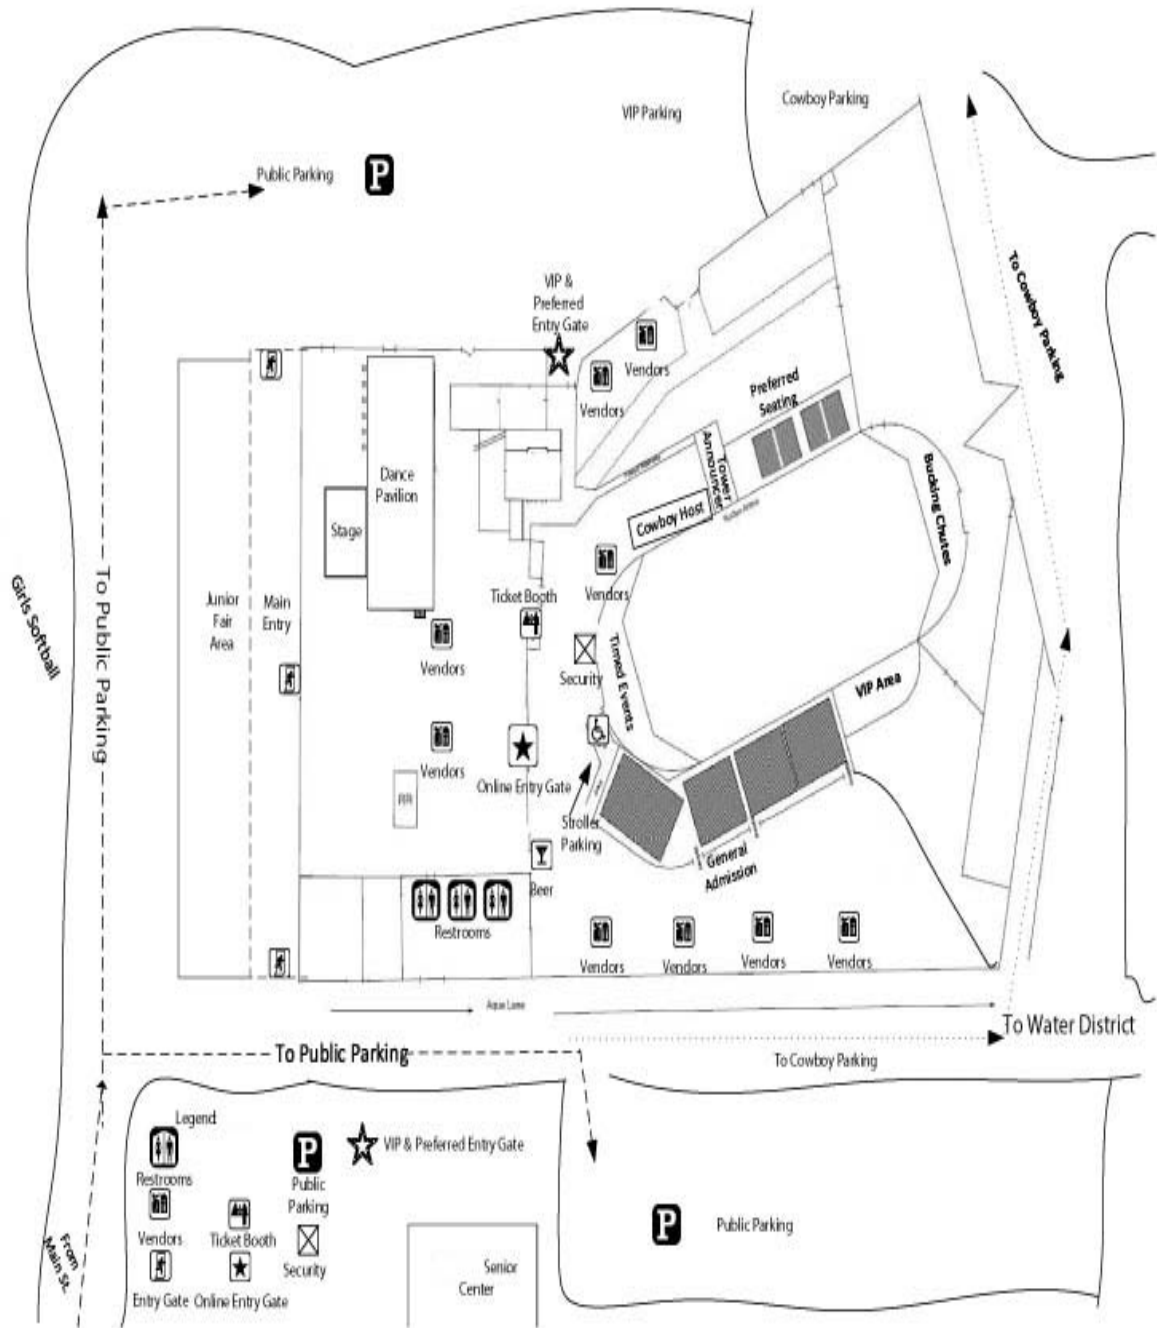 Cowboy Parking
VIP Parking
Public Parking
P
To Cowboy Parking
VIP &
Preferred
Entry Gate
Vendors
Vendors
Preferred
Seating
Announcer
Tower
Cowboy Host
Bucking Chutes
Dance
Pavilion
Stage
Ticket Booth
Vendors
Junior
Fair
Area
Main
Entry
Girls Softball
To Public Parking
Vendors
Security
Timed Events
VIP Area
Vendors
Online Entry Gate
RR
Stroller
Parking
General
Admission
Beer
Restrooms
Vendors
Vendors
Vendors
Vendors
Aqua Lane
To Water District
To Public Parking
To Cowboy Parking
Legend
VIP & Preferred Entry Gate
P
Restrooms
Public
Parking
Vendors
Ticket Booth
Security
Entry Gate
Online Entry Gate
From
Main St.
Senior
Center
P
Public Parking